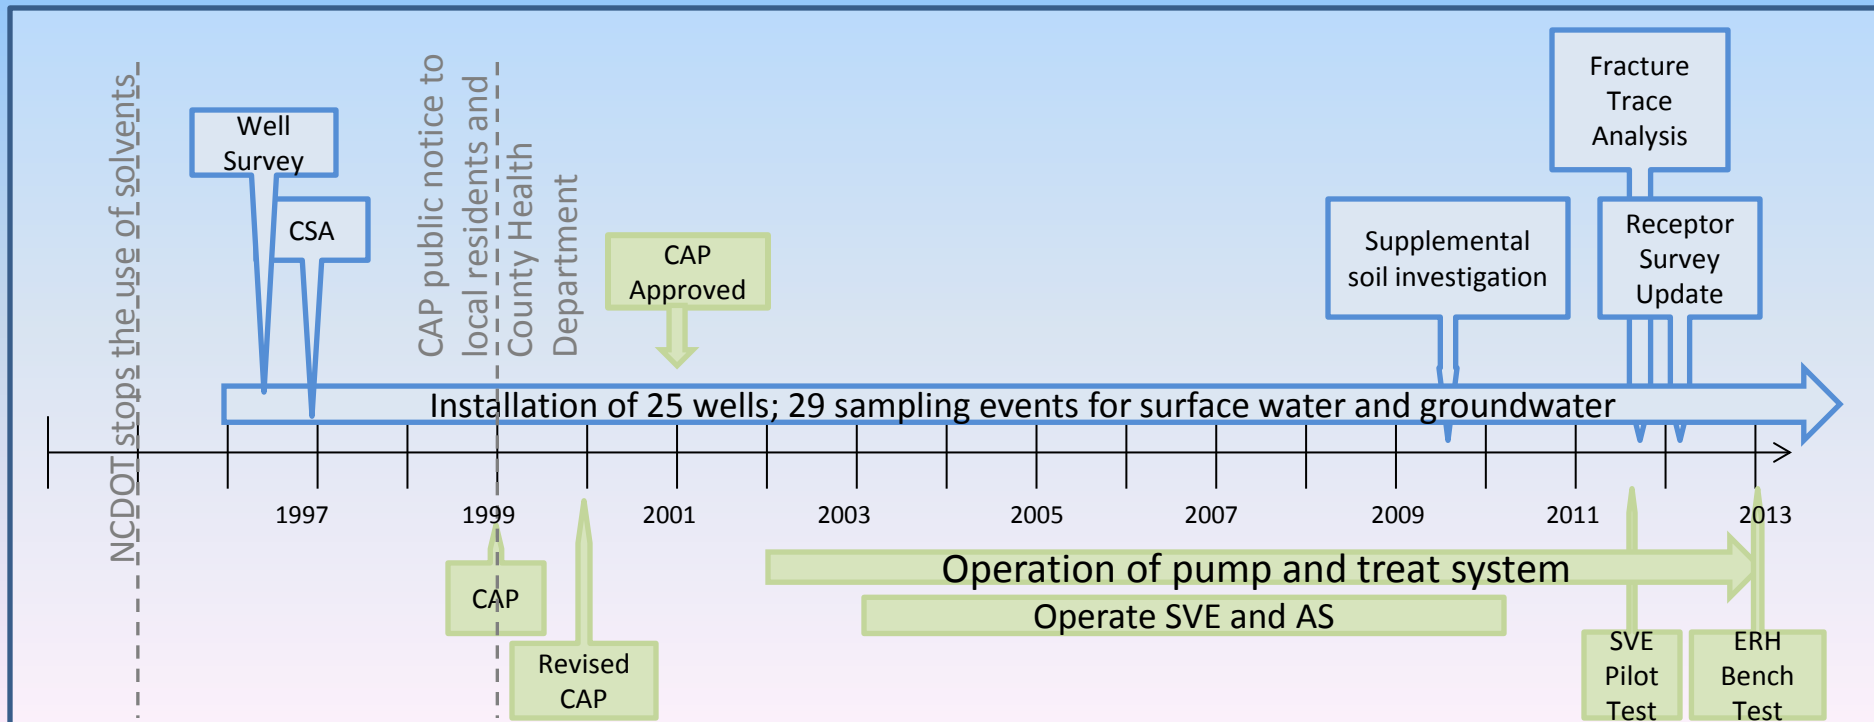 NCDOT stops the use of solvents
Well
Survey
CSA
CAP public notice to
local residents and
County Health
Department
CAP
Approved
Supplemental
soil investigation
Fracture
Trace
Analysis
Receptor
Survey
Update
Installation of 25 wells; 29 sampling events for surface water and groundwater
1997
1999
2001
2003
2005
2007
2009
2011
2013
Operation of pump and treat system
Operate SVE and AS
CAP
Revised
CAP
SVE
Pilot
Test
ERH
Bench
Test